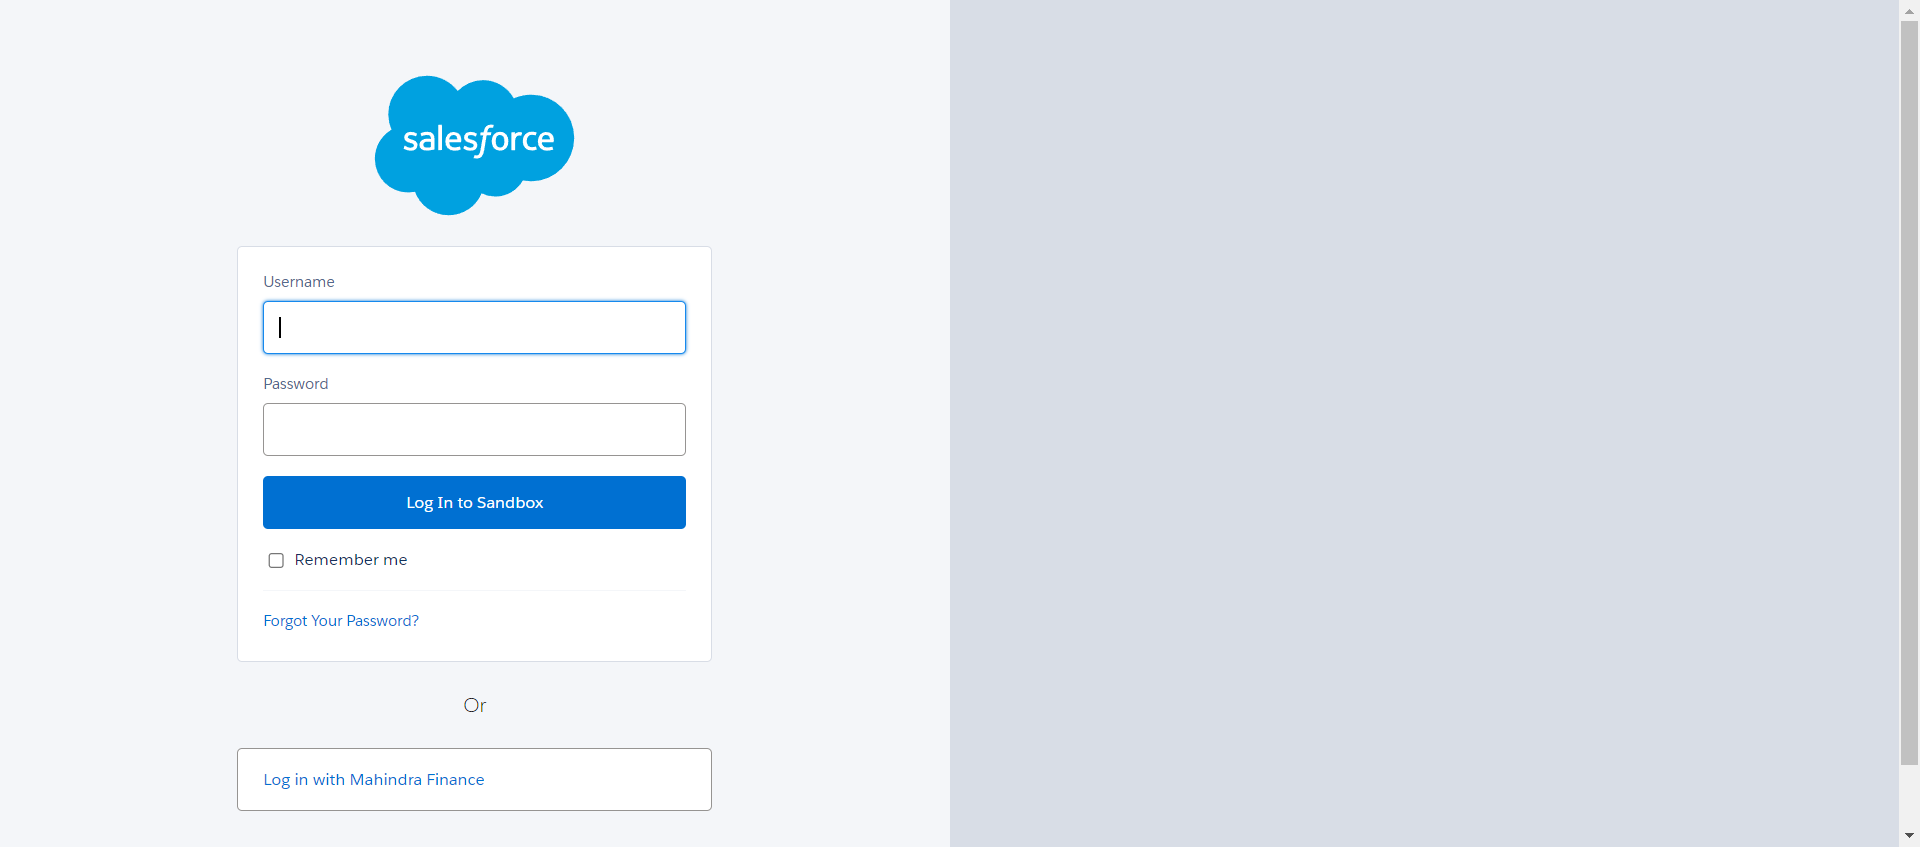 salesforce
Username
Password
Log In to Sandbox
Remember me
Forgot Your Password?
Or
Log in with Mahindra Finance